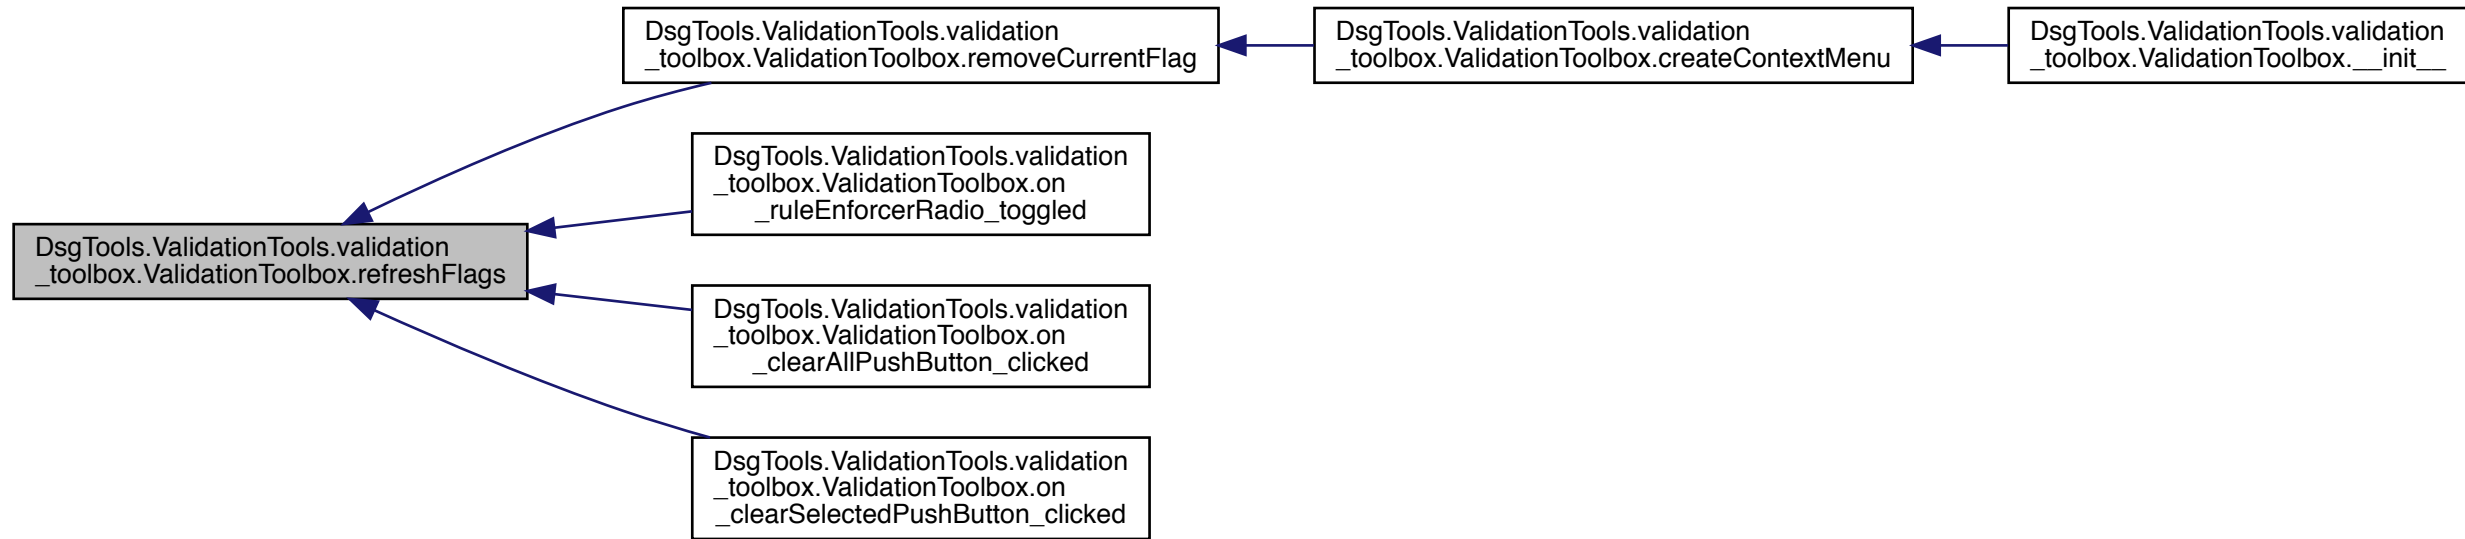 DsgTools.ValidationTools.validation
_toolbox.ValidationToolbox.removeCurrentFlag
DsgTools.ValidationTools.validation
_toolbox.ValidationToolbox.createContextMenu
DsgTools.ValidationTools.validation
_toolbox.ValidationToolbox.__init__
DsgTools.ValidationTools.validation
_toolbox.ValidationToolbox.on
_ruleEnforcerRadio_toggled
DsgTools.ValidationTools.validation
_toolbox.ValidationToolbox.refreshFlags
DsgTools.ValidationTools.validation
_toolbox.ValidationToolbox.on
_clearAllPushButton_clicked
DsgTools.ValidationTools.validation
_toolbox.ValidationToolbox.on
_clearSelectedPushButton_clicked